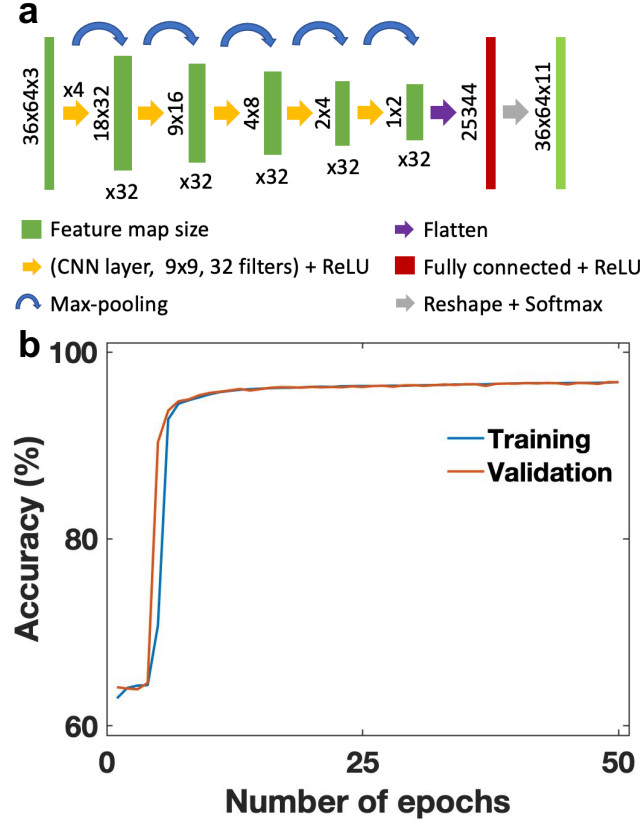 a
36x64x3
x4
18x32
x32
9x16
x32
4x8
x32
2x4
x32
1x2
x32
25344
36x64x11
Feature map size
Flatten
(CNN layer, 9x9, 32 filters) + ReLU
Fully connected + ReLU
Max-pooling
Reshape + Softmax
b
100
80
60
Accuracy (%)
Training
Validation
0
25
50
Number of epochs